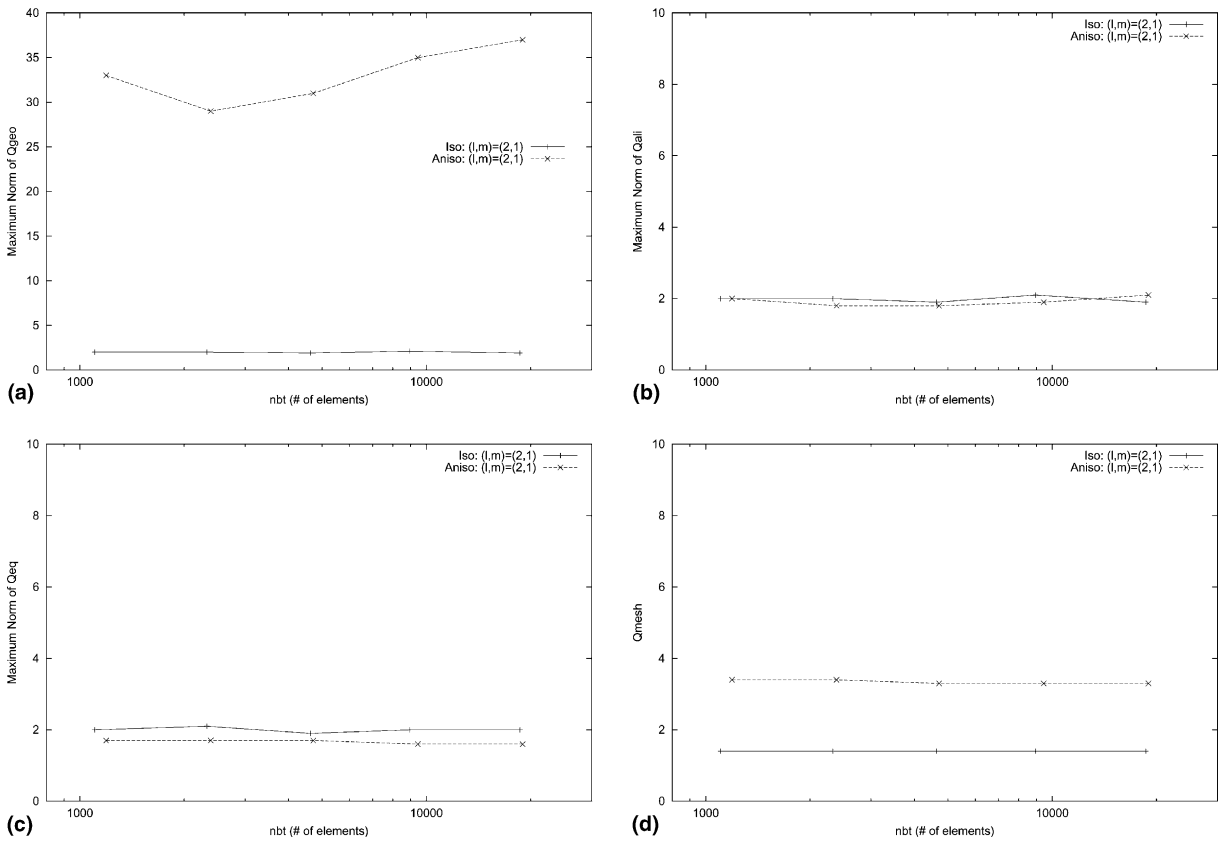 40
35
30
25
20
15
10
5
0
Maximum Norm of Qgeo
Iso: (l,m)=(2,1)
Aniso: (l,m)=(2,1)
1000
10000
nbt (# of elements)
(a)
10
8
6
4
2
0
Maximum Norm of Qali
Iso: (l,m)=(2,1)
Aniso: (l,m)=(2,1)
1000
10000
nbt (# of elements)
(b)
10
8
6
4
2
0
Maximum Norm of Qeq
Iso: (l,m)=(2,1)
Aniso: (l,m)=(2,1)
1000
10000
nbt (# of elements)
(c)
10
8
6
4
2
0
Qmesh
Iso: (l,m)=(2,1)
Aniso: (l,m)=(2,1)
1000
10000
nbt (# of elements)
(d)